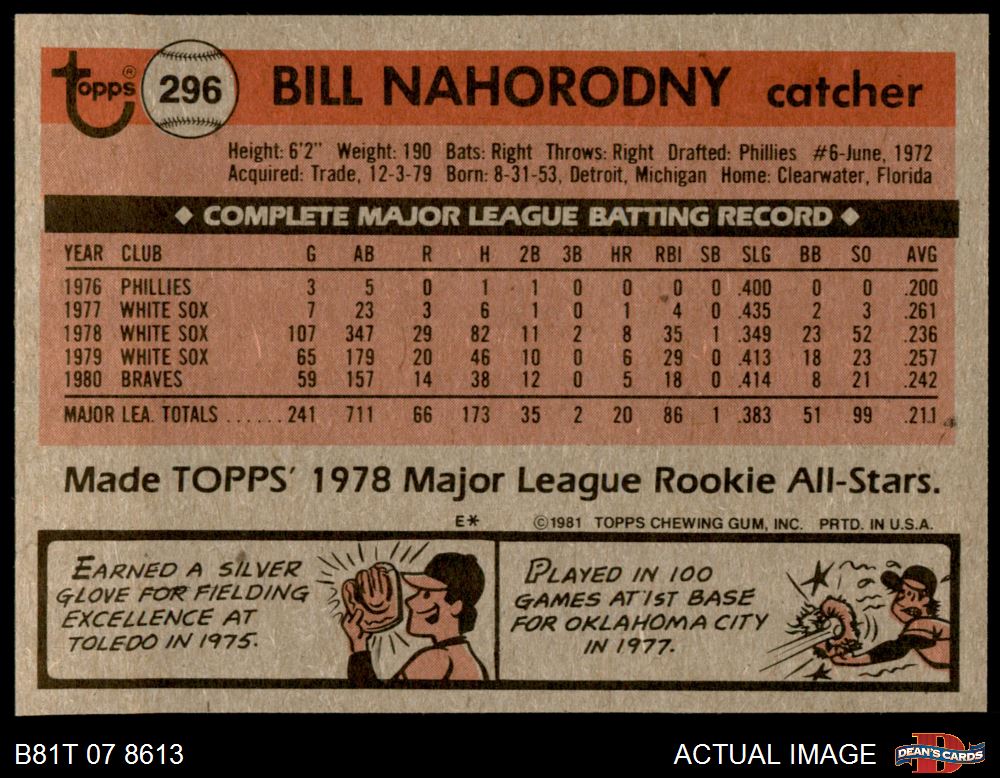 Topps® 296 BILL NAHORODNY catcher
Height: 6'2" Weight: 190 Bats: Right Throws: Right Drafted: Phillies #6-June, 1972
Acquired: Trade, 12-3-79 Born: 8-31-53, Detroit, Michigan Home: Clearwater, Florida
◆ COMPLETE MAJOR LEAGUE BATTING RECORD ◆
YEAR CLUB G AB R H 2B 3B HR RBI SB SLG BB SO AVG
1976 PHILLIES 3 5 0 1 1 0 0 0 0 .400 0 0 .200
1977 WHITE SOX 7 23 3 6 1 0 1 4 0 .435 2 3 .261
1978 WHITE SOX 107 347 29 82 11 2 8 35 1 .349 23 52 .236
1979 WHITE SOX 65 179 20 46 10 0 6 29 0 .413 18 23 .257
1980 BRAVES 59 157 14 38 12 0 5 18 0 .414 8 21 .242
MAJOR LEA. TOTALS ...... 241 711 66 173 35 2 20 86 1 .383 51 99 .211
Made TOPPS' 1978 Major League Rookie All-Stars.
E* ©1981 TOPPS CHEWING GUM, INC. PRTD. IN U.S.A.
EARNED A SILVER
GLOVE FOR FIELDING
EXCELLENCE AT
TOLEDO IN 1975.
PLAYED IN 100
GAMES AT 1ST BASE
FOR OKLAHOMA CITY
IN 1977.
B81T 07 8613 ACTUAL IMAGE DEAN'S CARDS